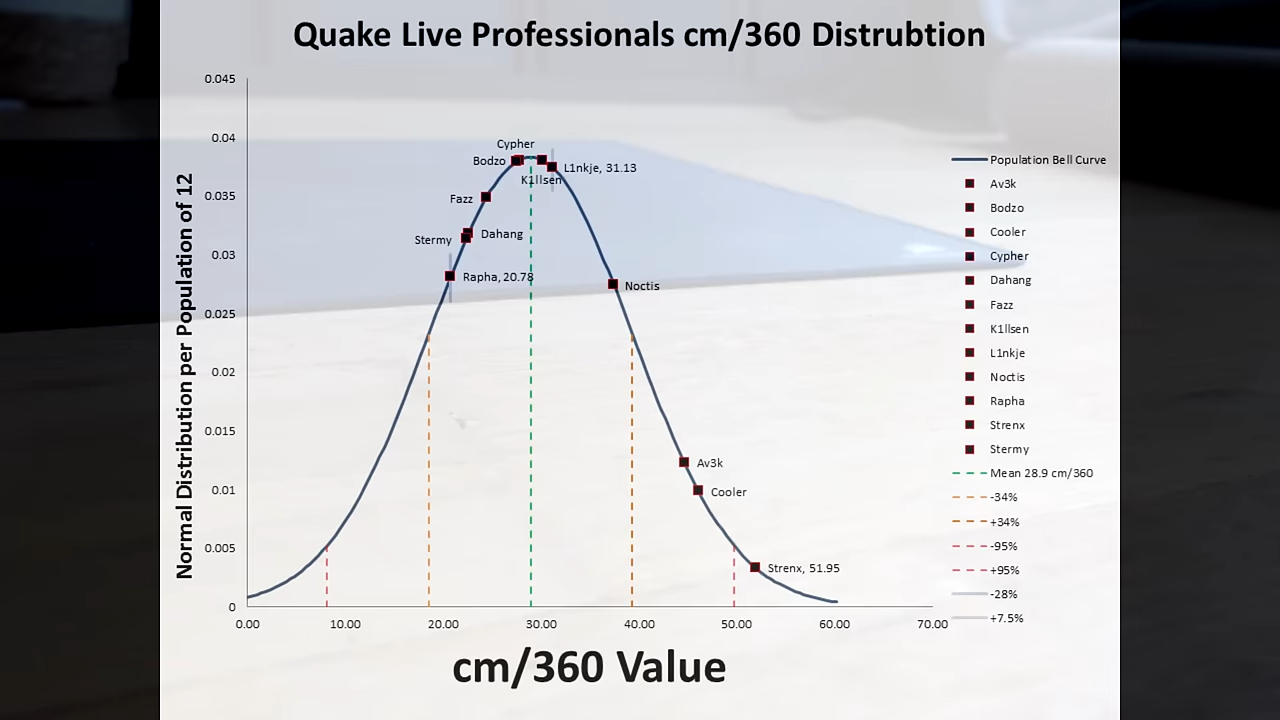 Quake Live Professionals cm/360 Distrubtion
Normal Distribution per Population of 12
0.045
0.04
0.035
0.03
0.025
0.02
0.015
0.01
0.005
0
0.00
10.00
20.00
30.00
40.00
50.00
60.00
70.00
cm/360 Value
Cypher
Bodzo
L1nkje, 31.13
K1llsen
Fazz
Stermy
Dahang
Rapha, 20.78
Noctis
Av3k
Cooler
Strenx, 51.95
Population Bell Curve
Av3k
Bodzo
Cooler
Cypher
Dahang
Fazz
K1llsen
L1nkje
Noctis
Rapha
Strenx
Stermy
Mean 28.9 cm/360
-34%
+34%
-95%
+95%
-28%
+7.5%